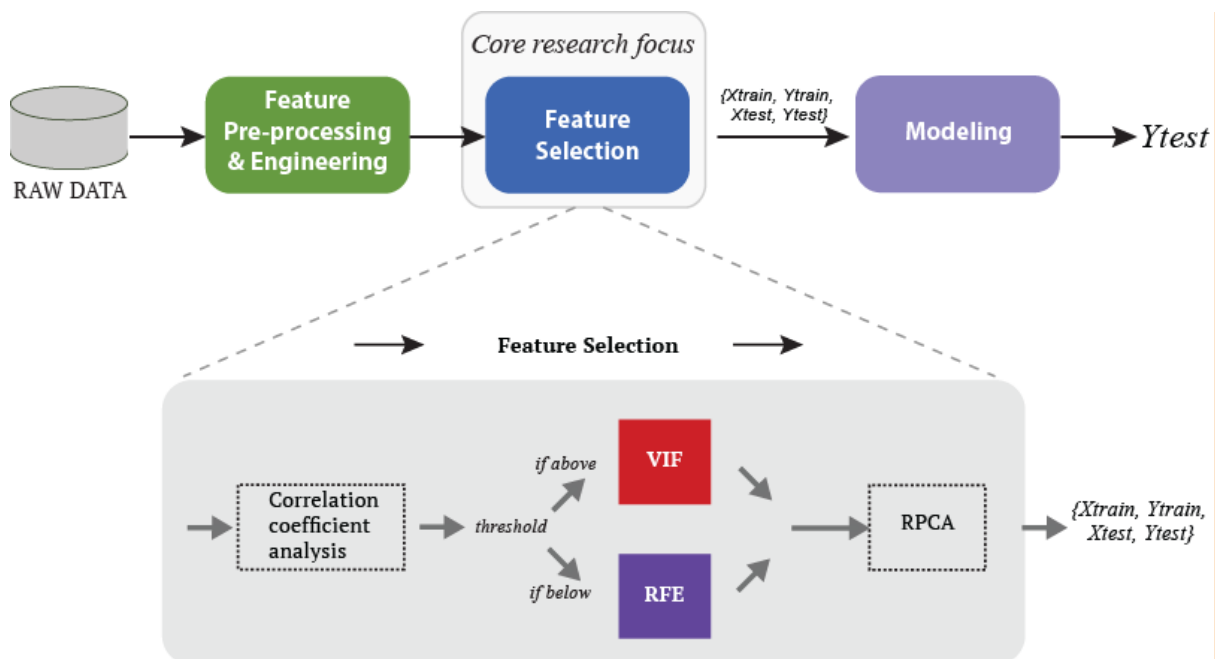 Core research focus
RAW DATA
Feature
Pre-processing
& Engineering
Feature
Selection
{Xtrain, Ytrain,
Xtest, Ytest}
Modeling
Ytest
Feature Selection
Correlation
coefficient
analysis
threshold
if above
VIF
if below
RFE
RPCA
{Xtrain, Ytrain,
Xtest, Ytest}